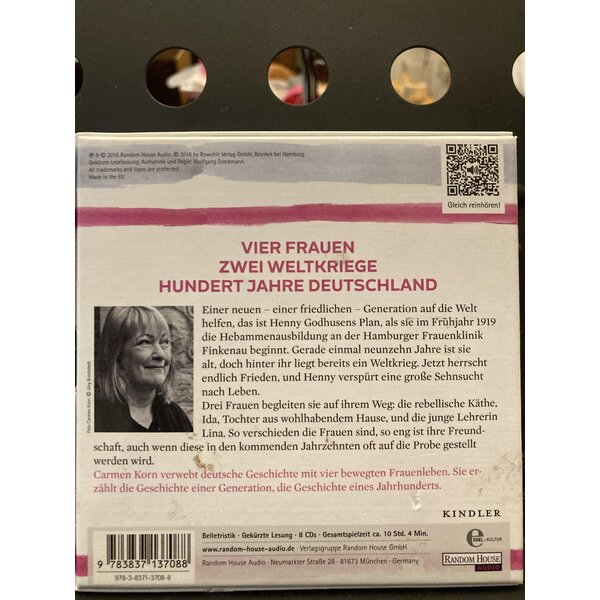 ℗ & © 2016 Random House Audio. © 2016 by Rowohlt Verlag GmbH, Reinbek bei Hamburg.
Gekürzte Lesefassung, Aufnahme und Regie: Wolfgang Stockmann.
All trademarks and logos are protected.
Made in the EU.
Gleich reinhören!
VIER FRAUEN
ZWEI WELTKRIEGE
HUNDERT JAHRE DEUTSCHLAND
Einer neuen – einer friedlichen – Generation auf die Welt
helfen, das ist Henny Godhusens Plan, als sie im Frühjahr 1919
die Hebammenausbildung an der Hamburger Frauenklinik
Finkenau beginnt. Gerade einmal neunzehn Jahre ist sie
alt, doch hinter ihr liegt bereits ein Weltkrieg. Jetzt herrscht
endlich Frieden, und Henny verspürt eine große Sehnsucht
nach Leben.
Drei Frauen begleiten sie auf ihrem Weg: die rebellische Käthe,
Ida, Tochter aus wohlhabendem Hause, und die junge Lehrerin
Lina. So verschieden die Frauen sind, so eng ist ihre Freund-
schaft, auch wenn diese in den kommenden Jahrzehnten oft auf die Probe gestellt
werden wird.
Carmen Korn verwebt deutsche Geschichte mit vier bewegten Frauenleben. Sie er-
zählt die Geschichte einer Generation, die Geschichte eines Jahrhunderts.
Foto Carmen Korn: © Jörg Brockstedt
KINDLER
Belletristik · Gekürzte Lesung · 8 CDs · Gesamtspielzeit ca. 10 Std. 4 Min.
www.random-house-audio.de · Verlagsgruppe Random House GmbH
Random House Audio · Neumarkter Straße 28 · 81673 München · Germany
EDEL:KULTUR
RANDOM HOUSE
AUDIO
9 783837 137088
978-3-8371-3708-8